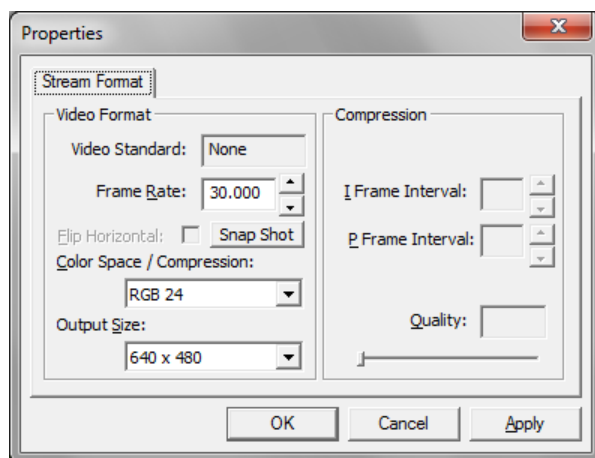 Properties
Stream Format
Video Format
Video Standard: None
Frame Rate: 30.000
Flip Horizontal: Snap Shot
Color Space / Compression:
RGB 24
Output Size:
640 x 480
Compression
I Frame Interval:
P Frame Interval:
Quality:
OK Cancel Apply